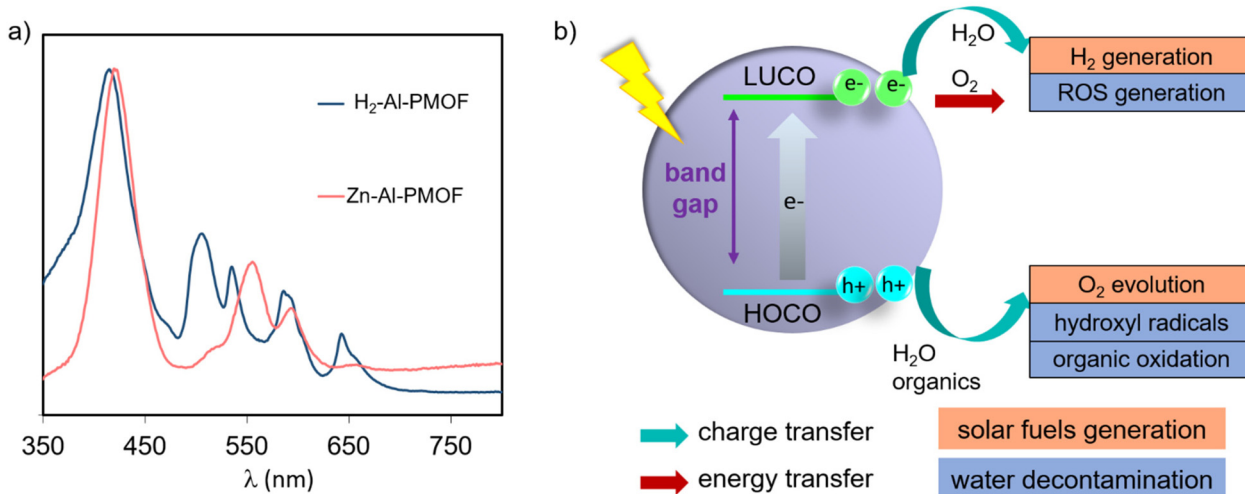 a)
H₂-Al-PMOF
Zn-Al-PMOF
350 450 550 650 750
λ (nm)
b)
LUCO
e- e-
H₂O
O₂
H₂ generation
ROS generation
band
gap
e-
h+ h+
HOCO
H₂O
organics
O₂ evolution
hydroxyl radicals
organic oxidation
charge transfer
energy transfer
solar fuels generation
water decontamination